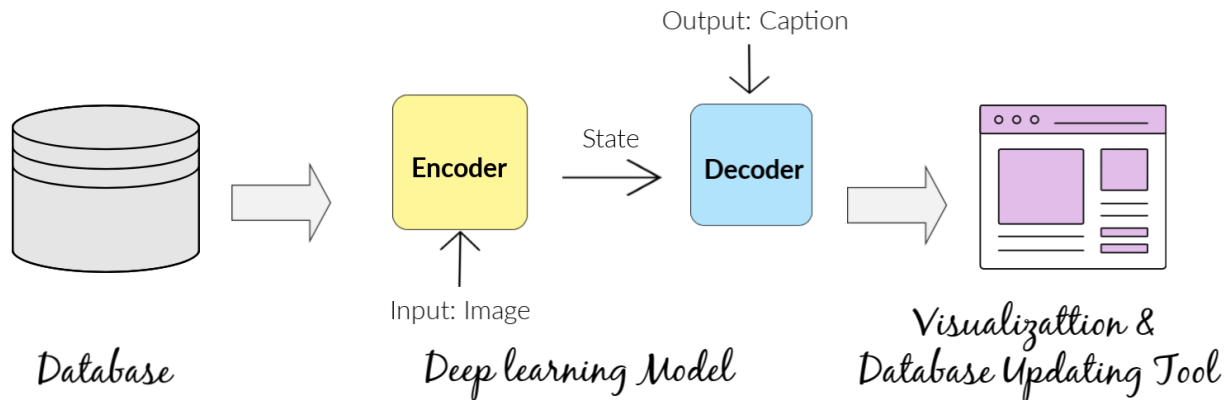 Output: Caption
State
Encoder
Decoder
Input: Image
Database
Deep learning Model
Visualizattion &
Database Updating Tool